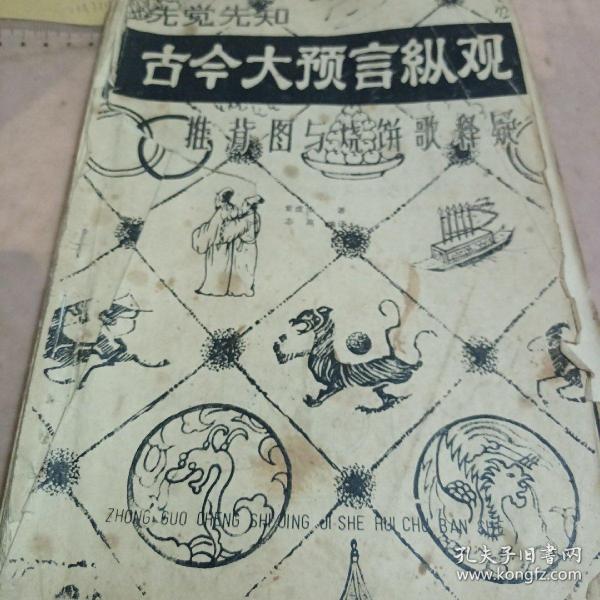 先觉先知
古今大预言纵观
推背图与烧饼歌释疑
著
ZHONG GUO CHENG SHI JING JI SHE HUI CHU BAN SHE
孔夫子旧书网
www.kongfz.com